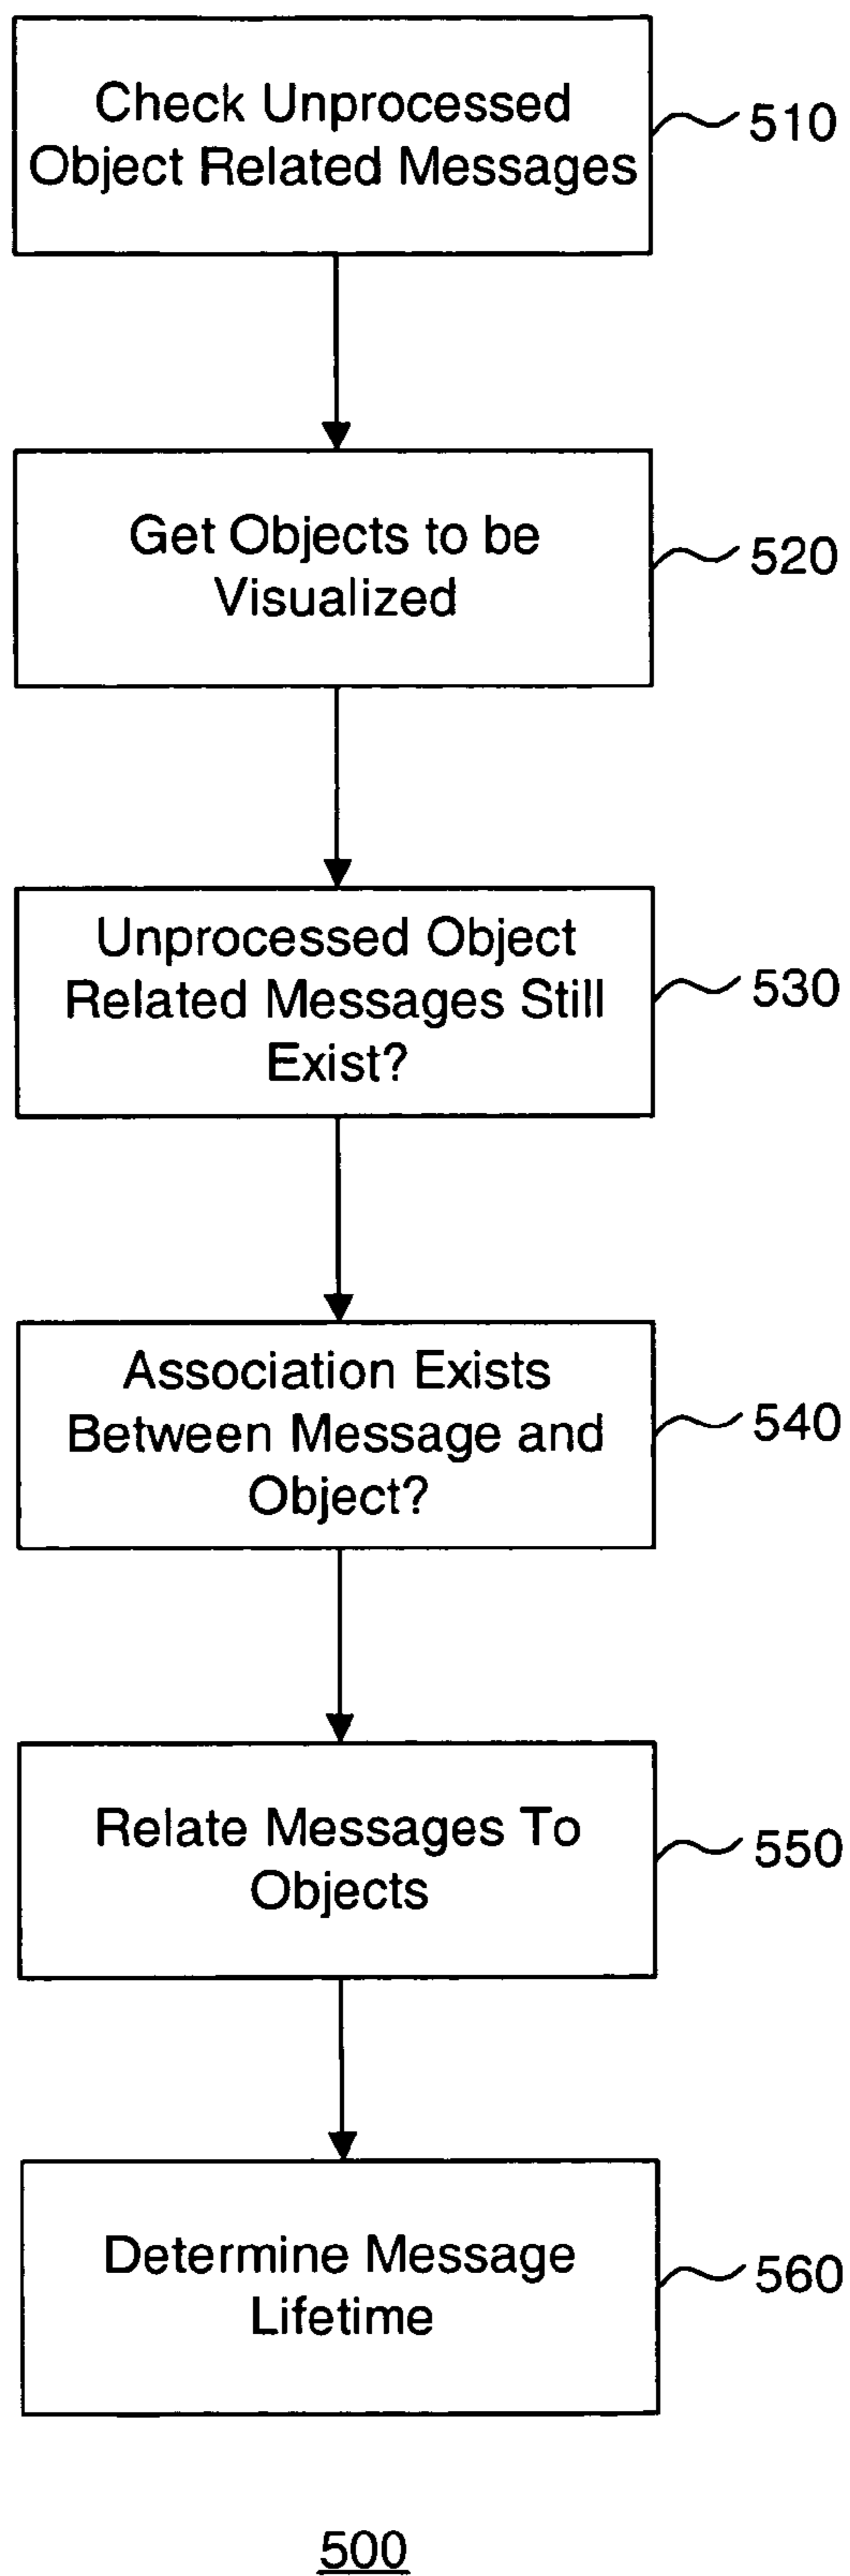 Check Unprocessed
Object Related Messages
510
Get Objects to be
Visualized
520
Unprocessed Object
Related Messages Still
Exist?
530
Association Exists
Between Message and
Object?
540
Relate Messages To
Objects
550
Determine Message
Lifetime
560
500